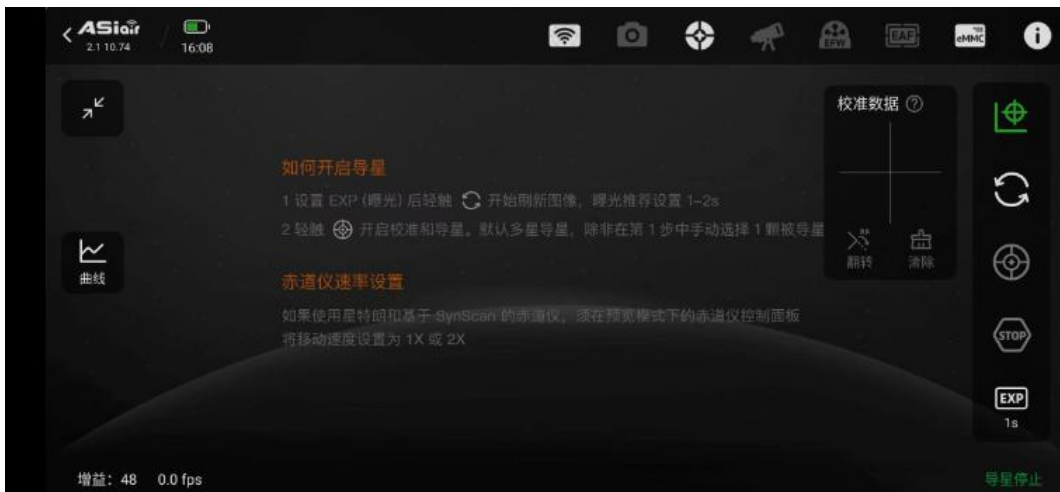 ASiair
2.1 10.74
16:08
EFW
EAF
eMMC
校准数据
如何开启导星
1 设置 EXP (曝光) 后轻触 开始刷新图像，曝光推荐设置 1-2s
2 轻触 开启校准和导星。默认多星导星，除非在第 1 步中手动选择 1 颗被导星
翻转
清除
曲线
赤道仪速率设置
如果使用星特朗和基于 SynScan 的赤道仪，须在预览模式下的赤道仪控制面板
将移动速度设置为 1X 或 2X
STOP
EXP
1s
增益：48 0.0 fps
导星停止